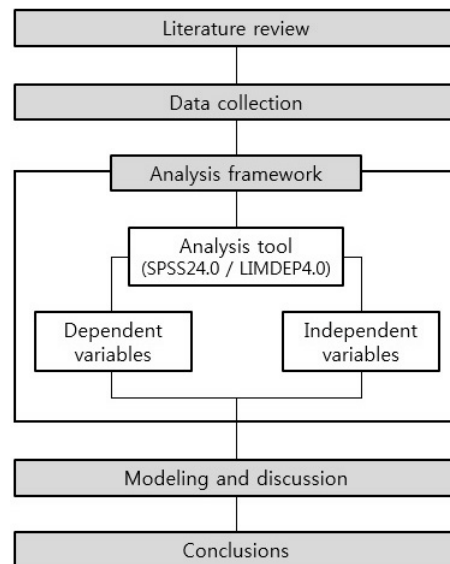 Literature review
Data collection
Analysis framework
Analysis tool
(SPSS24.0 / LIMDEP4.0)
Dependent
variables
Independent
variables
Modeling and discussion
Conclusions